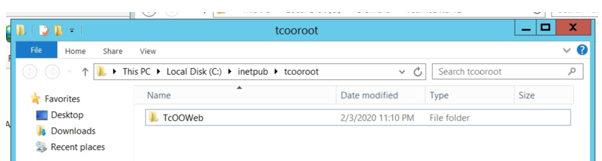 tcooroot
File Home Share View
This PC Local Disk (C:) inetpub tcooroot Search tcooroot
Favorites
Desktop
Downloads
Recent places
Name Date modified Type Size
TcOOWeb 2/3/2020 11:10 PM File folder